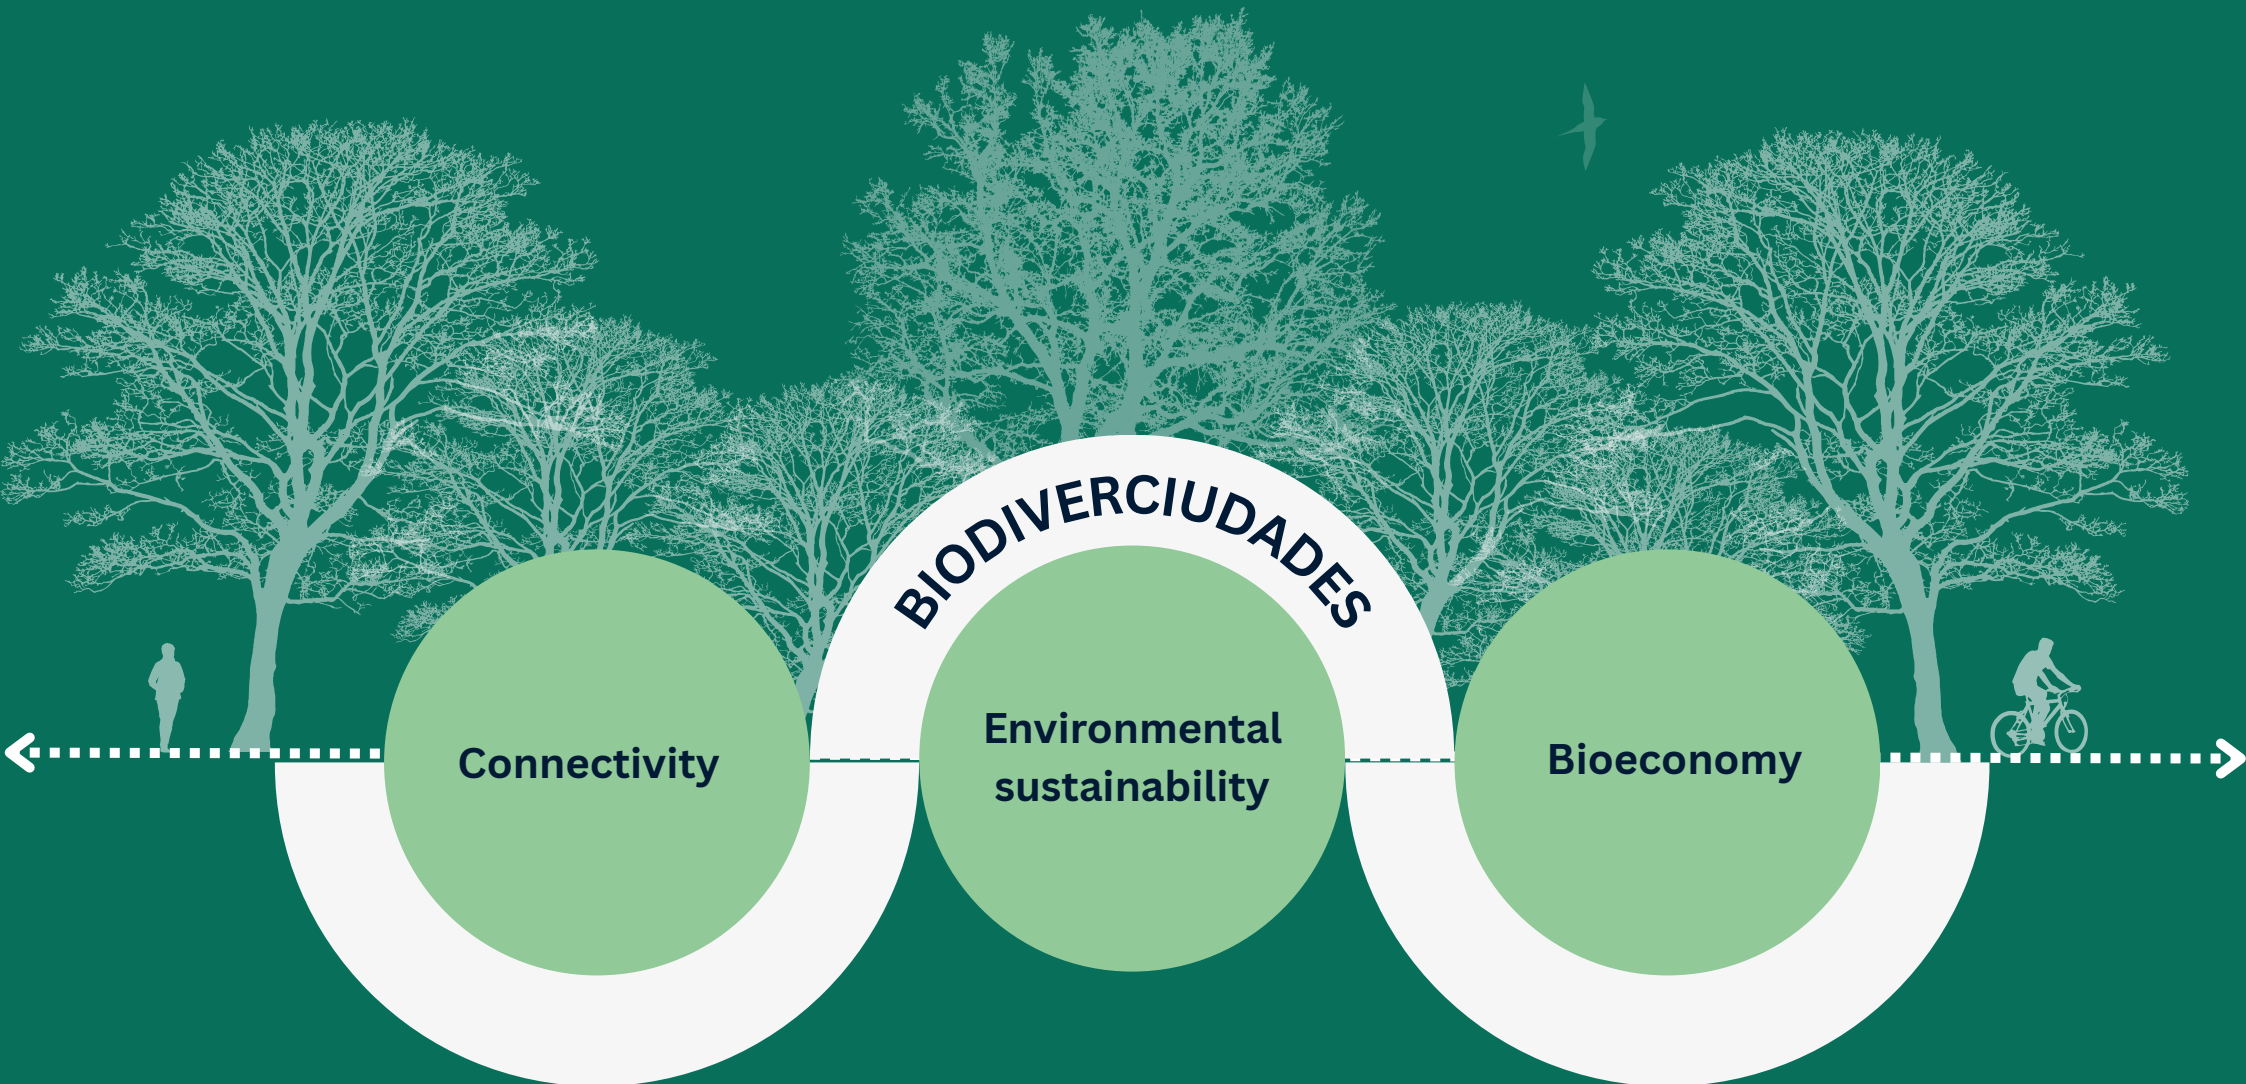 BIODIVERCIUDADES
Connectivity
Environmental
sustainability
Bioeconomy